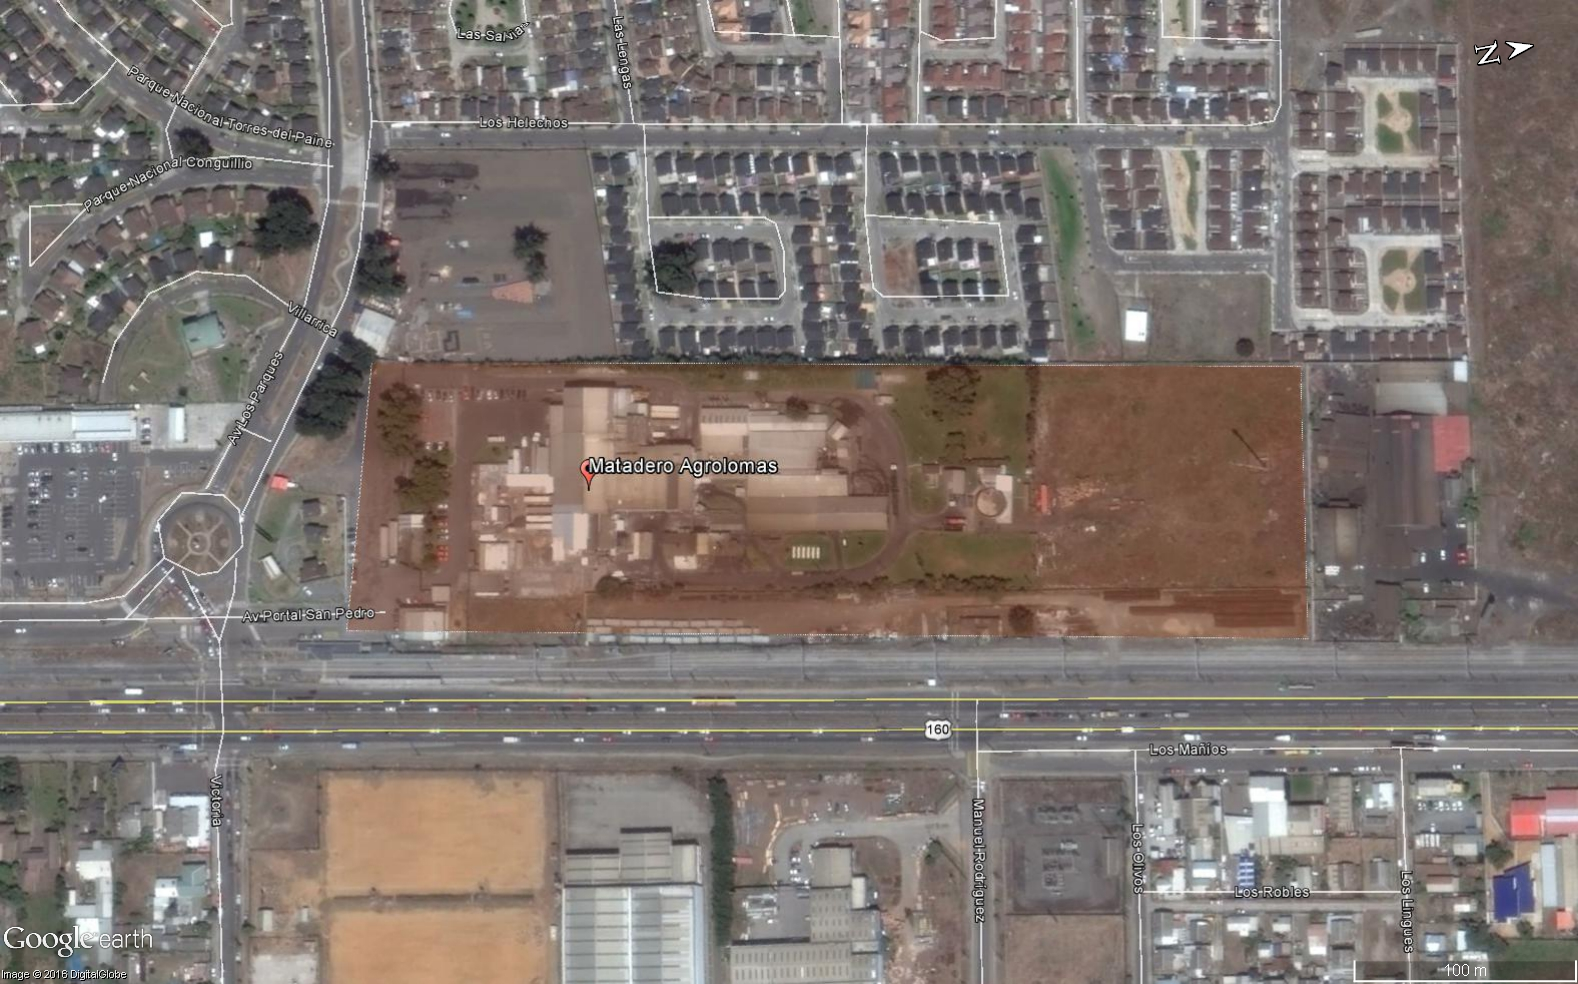 Las Salvias
Las Lengas
N
Parque Nacional Torres del Paine
Los Helechos
Parque Nacional Conguillio
Villarrica
Av Los Parques
Matadero Agrolomas
Av Portal San Pedro
160
Los Mañios
Victoria
Manuel Rodriguez
Los Olivos
Los Robles
Los Lingues
Google earth
Image © 2016 DigitalGlobe
100 m